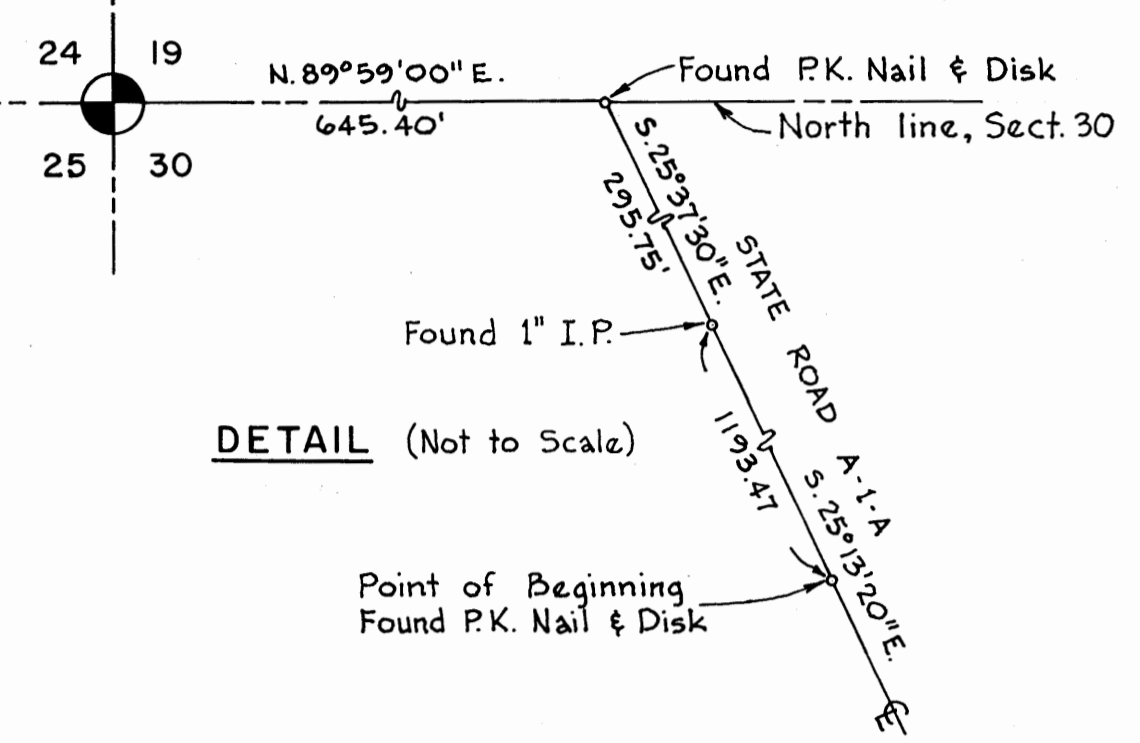 24 19
25 30
N. 89°59'00" E.
645.40'
Found P.K. Nail & Disk
North line, Sect. 30
S. 25°37'30" E.
295.75'
STATE ROAD A-1-A
Found 1" I.P.
DETAIL (Not to Scale)
1193.47
S. 25°13'20" E.
Point of Beginning
Found P.K. Nail & Disk
℄